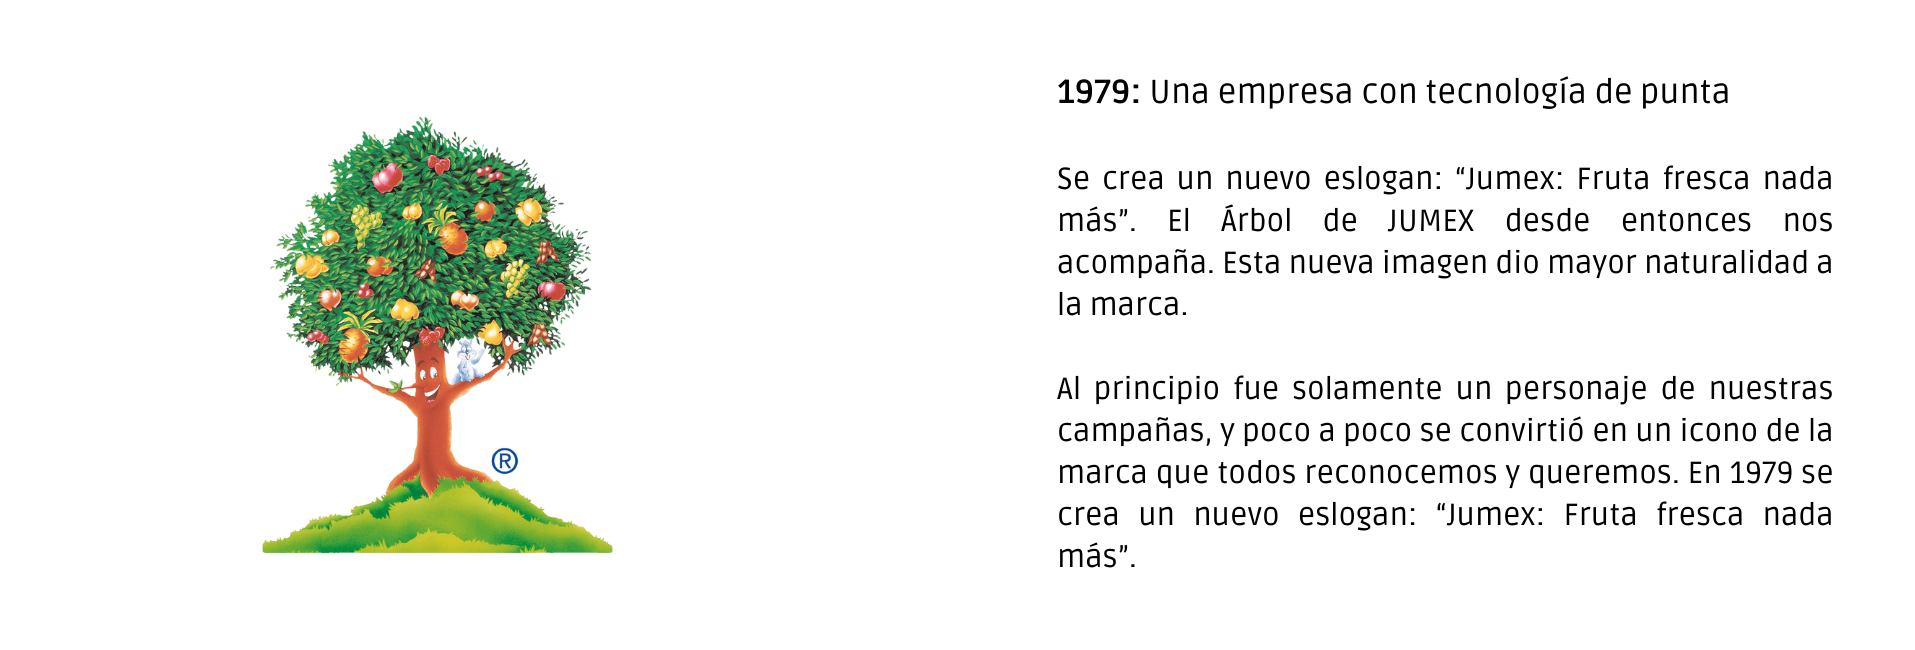 ®
1979: Una empresa con tecnología de punta
Se crea un nuevo eslogan: “Jumex: Fruta fresca nada
más”. El Árbol de JUMEX desde entonces nos
acompaña. Esta nueva imagen dio mayor naturalidad a
la marca.
Al principio fue solamente un personaje de nuestras
campañas, y poco a poco se convirtió en un icono de la
marca que todos reconocemos y queremos. En 1979 se
crea un nuevo eslogan: “Jumex: Fruta fresca nada
más”.